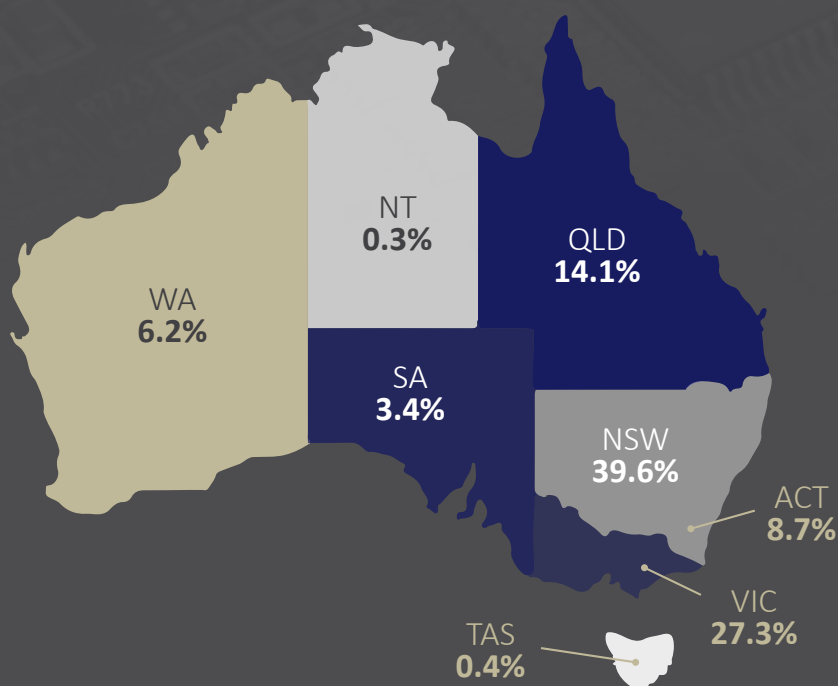 NT
0.3%
QLD
14.1%
WA
6.2%
SA
3.4%
NSW
39.6%
ACT
8.7%
VIC
27.3%
TAS
0.4%